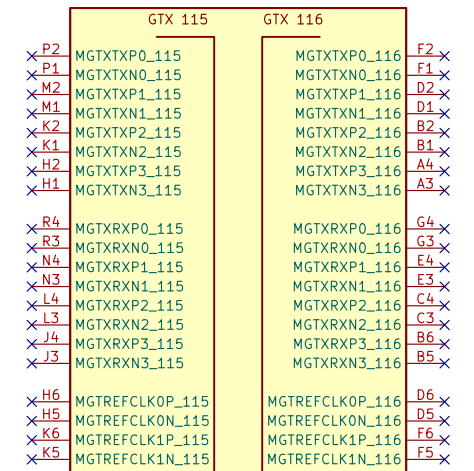 GTX 115 GTX 116
P2 MGTXTXP0_115 MGTXTXP0_116 F2
P1 MGTXTXN0_115 MGTXTXN0_116 F1
M2 MGTXTXP1_115 MGTXTXP1_116 D2
M1 MGTXTXN1_115 MGTXTXN1_116 D1
K2 MGTXTXP2_115 MGTXTXP2_116 B2
K1 MGTXTXN2_115 MGTXTXN2_116 B1
H2 MGTXTXP3_115 MGTXTXP3_116 A4
H1 MGTXTXN3_115 MGTXTXN3_116 A3
R4 MGTXRXP0_115 MGTXRXP0_116 G4
R3 MGTXRXN0_115 MGTXRXN0_116 G3
N4 MGTXRXP1_115 MGTXRXP1_116 E4
N3 MGTXRXN1_115 MGTXRXN1_116 E3
L4 MGTXRXP2_115 MGTXRXP2_116 C4
L3 MGTXRXN2_115 MGTXRXN2_116 C3
J4 MGTXRXP3_115 MGTXRXP3_116 B6
J3 MGTXRXN3_115 MGTXRXN3_116 B5
H6 MGTREFCLK0P_115 MGTREFCLK0P_116 D6
H5 MGTREFCLK0N_115 MGTREFCLK0N_116 D5
K6 MGTREFCLK1P_115 MGTREFCLK1P_116 F6
K5 MGTREFCLK1N_115 MGTREFCLK1N_116 F5